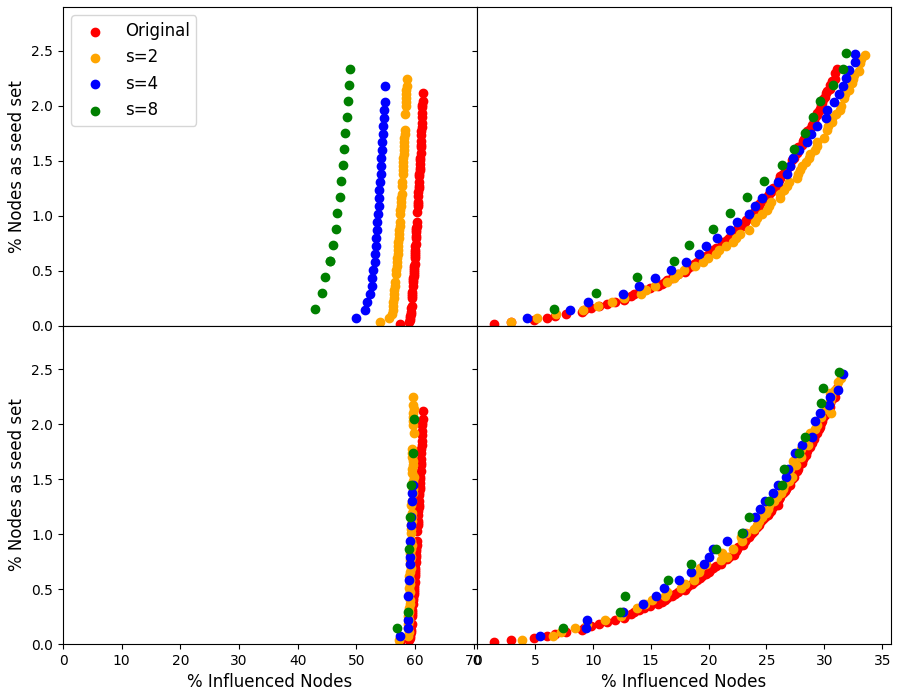 Original
s=2
s=4
s=8
% Nodes as seed set
2.5
2.0
1.5
1.0
0.5
0.0
% Nodes as seed set
2.5
2.0
1.5
1.0
0.5
0.0
0 10 20 30 40 50 60 70
0 5 10 15 20 25 30 35
% Influenced Nodes
% Influenced Nodes